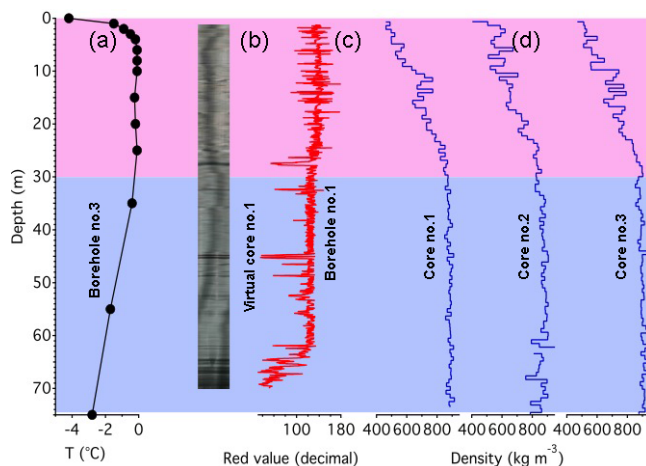 (a)
(b)
(c)
(d)
0
10
20
30
40
50
60
70
Depth (m)
Borehole no.3
Virtual core no.1
Borehole no.1
Core no.1
Core no.2
Core no.3
-4 -2 0
100 180
400 600 800
400 600 800
400 600 800
T (°C)
Red value (decimal)
Density (kg m-3)